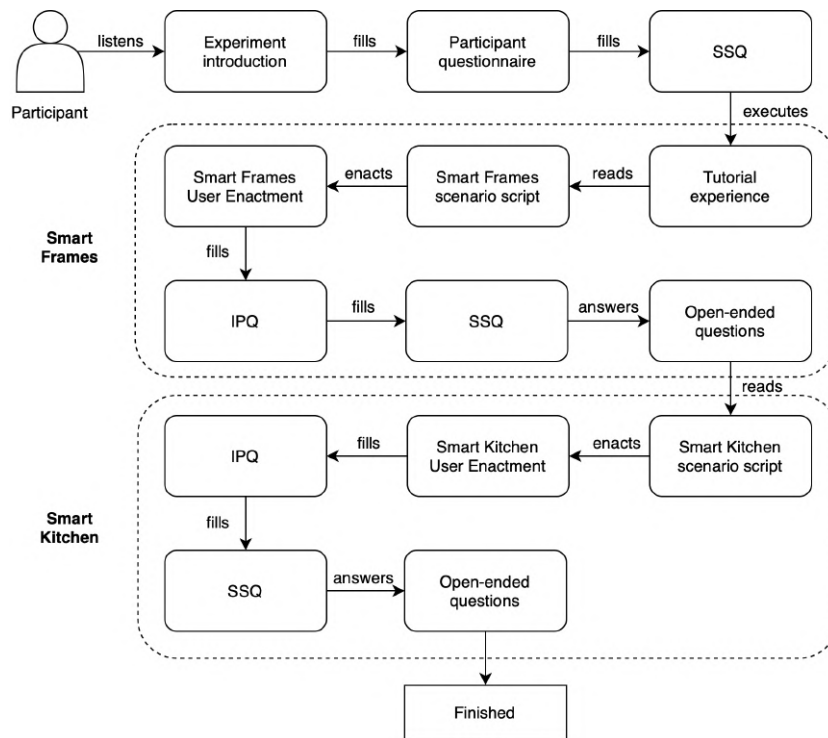 listens
Experiment
introduction
fills
Participant
questionnaire
fills
SSQ
Participant
executes
Smart Frames
User Enactment
enacts
Smart Frames
scenario script
reads
Tutorial
experience
Smart
Frames
fills
IPQ
fills
SSQ
answers
Open-ended
questions
reads
IPQ
fills
Smart Kitchen
User Enactment
enacts
Smart Kitchen
scenario script
Smart
Kitchen
fills
SSQ
answers
Open-ended
questions
Finished